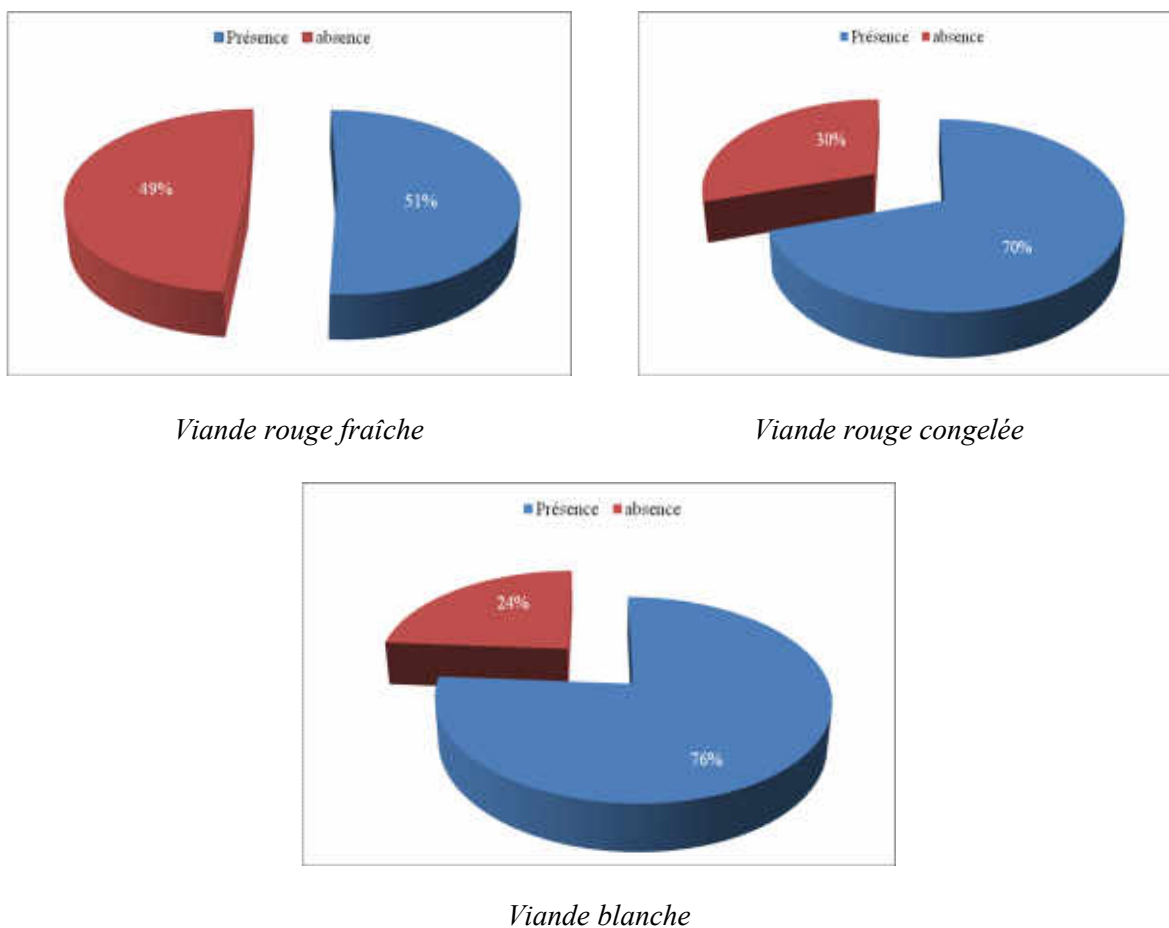 Présence absence
49%
51%
Viande rouge fraîche
Présence absence
30%
70%
Viande rouge congelée
Présence absence
24%
76%
Viande blanche